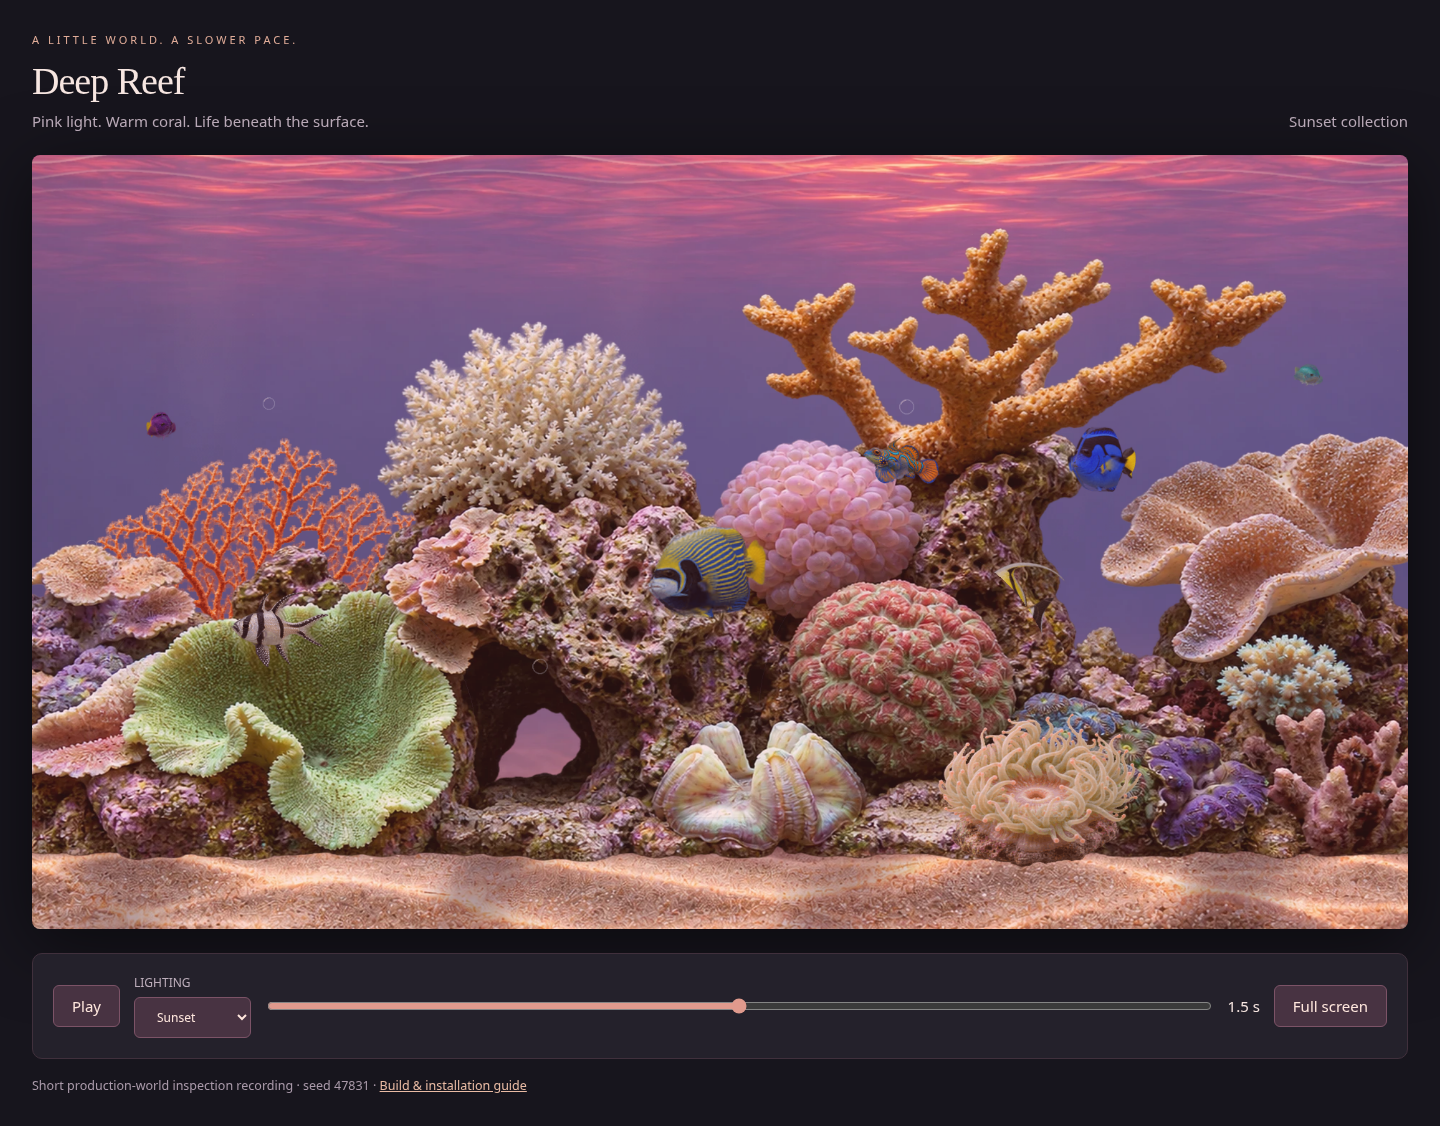 A LITTLE WORLD. A SLOWER PACE.
Deep Reef
Pink light. Warm coral. Life beneath the surface.
Sunset collection
Play
LIGHTING
Sunset
1.5 s
Full screen
Short production-world inspection recording · seed 47831 · Build & installation guide